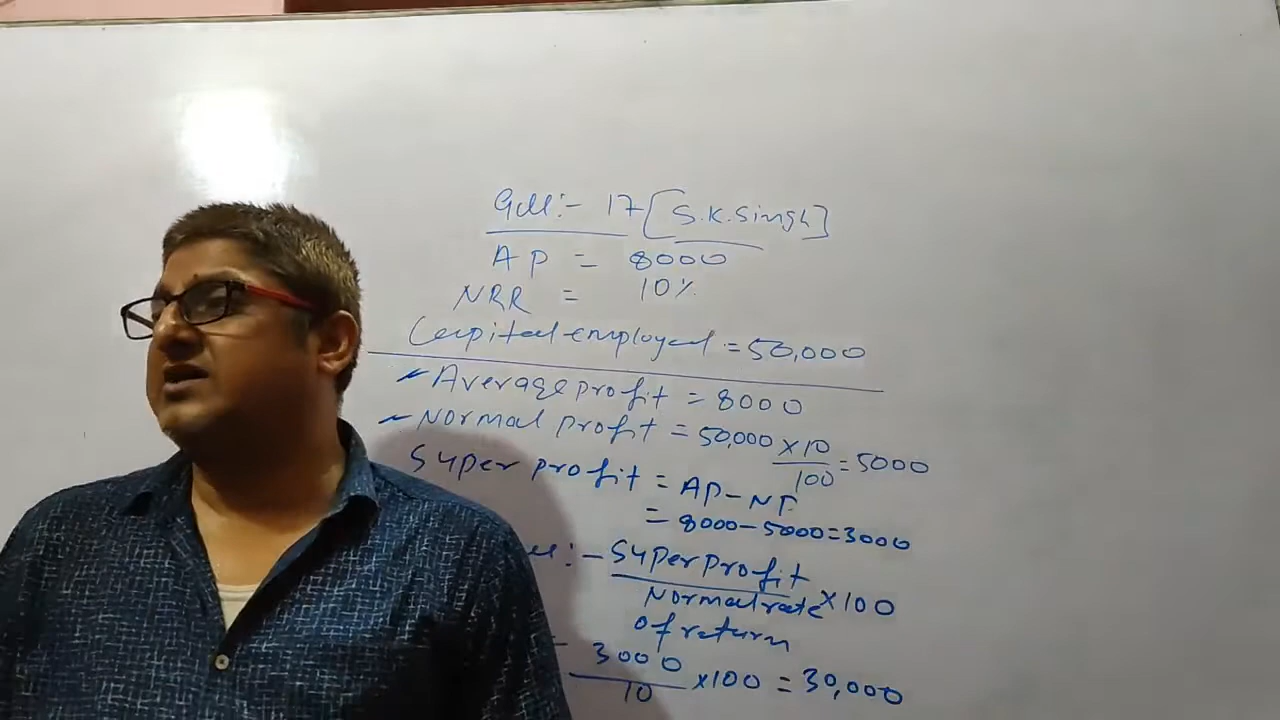 17 [S.K.Singh]
AP = 8000
NRR = 10%
Capital employed = 50,000
Average profit = 8000
Normal profit = 50,000 × 10/100 = 5000
Super profit = AP - NP
= 8000 - 5000 = 3000
:- Super Profit / Normal rate of return × 100
= 3000/10 × 100 = 30,000